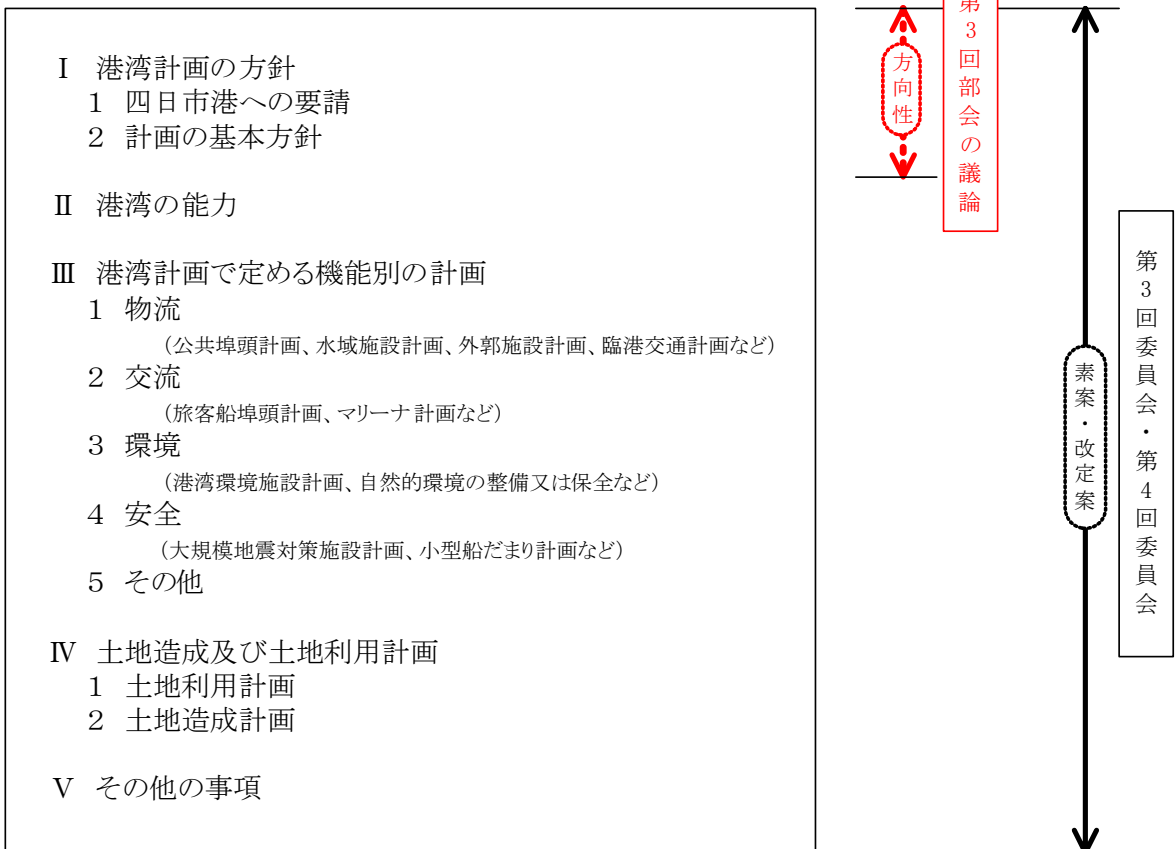 Ⅰ 港湾計画の方針
1 四日市港への要請
2 計画の基本方針
Ⅱ 港湾の能力
Ⅲ 港湾計画で定める機能別の計画
1 物流
(公共埠頭計画、水域施設計画、外郭施設計画、臨港交通計画など)
2 交流
(旅客船埠頭計画、マリーナ計画など)
3 環境
(港湾環境施設計画、自然的環境の整備又は保全など)
4 安全
(大規模地震対策施設計画、小型船だまり計画など)
5 その他
Ⅳ 土地造成及び土地利用計画
1 土地利用計画
2 土地造成計画
Ⅴ その他の事項
方向性
第3回部会の議論
素案・改定案
第3回委員会・第4回委員会